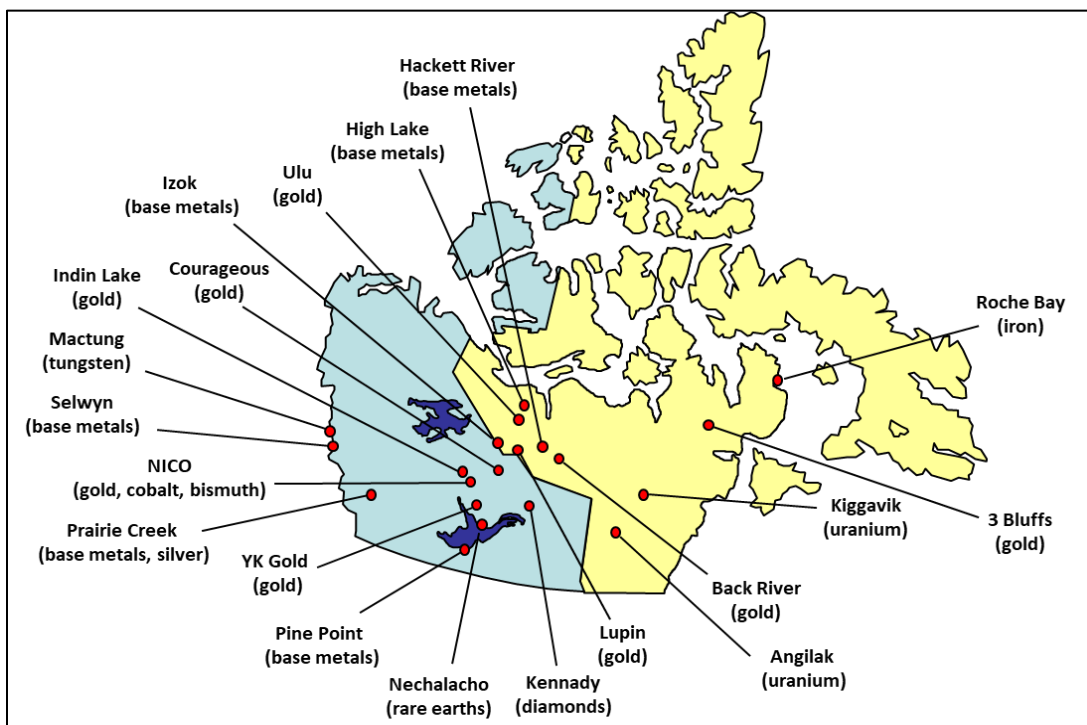 Hackett River
(base metals)
High Lake
(base metals)
Ulu
(gold)
Izok
(base metals)
Courageous
(gold)
Indin Lake
(gold)
Mactung
(tungsten)
Selwyn
(base metals)
NICO
(gold, cobalt, bismuth)
Prairie Creek
(base metals, silver)
YK Gold
(gold)
Pine Point
(base metals)
Nechalacho
(rare earths)
Kennady
(diamonds)
Lupin
(gold)
Angilak
(uranium)
Back River
(gold)
Kiggavik
(uranium)
3 Bluffs
(gold)
Roche Bay
(iron)